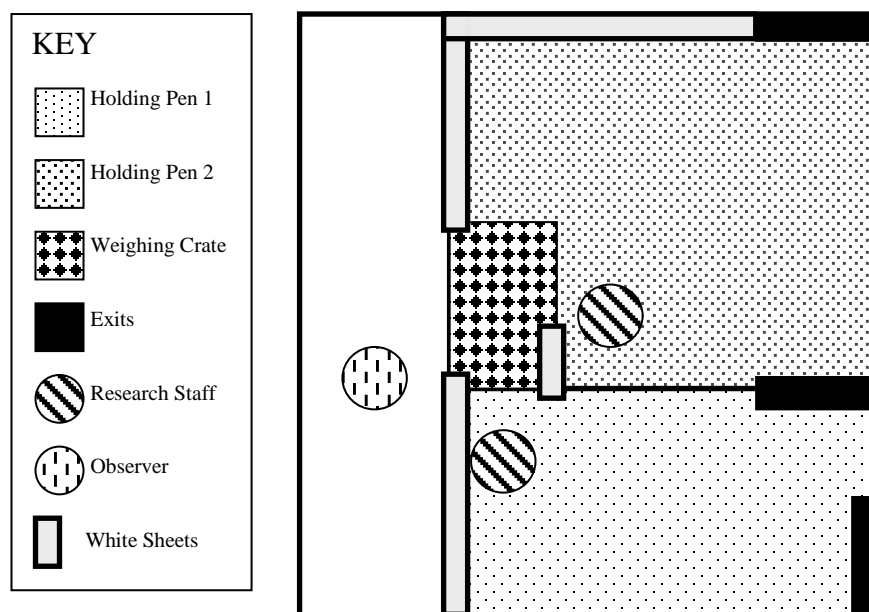 KEY
Holding Pen 1
Holding Pen 2
Weighing Crate
Exits
Research Staff
Observer
White Sheets